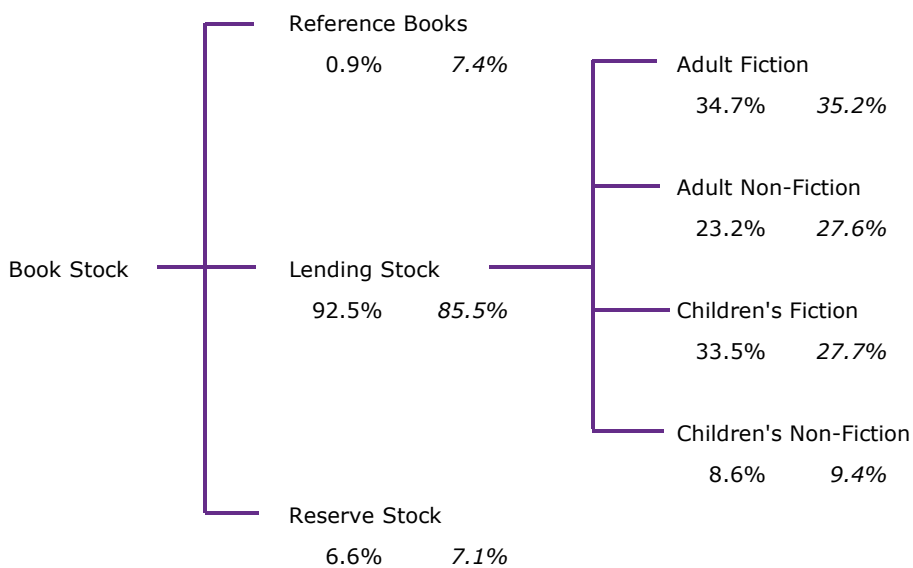 Reference Books
0.9% 7.4%
Adult Fiction
34.7% 35.2%
Adult Non-Fiction
23.2% 27.6%
Book Stock
Lending Stock
92.5% 85.5%
Children's Fiction
33.5% 27.7%
Children's Non-Fiction
8.6% 9.4%
Reserve Stock
6.6% 7.1%